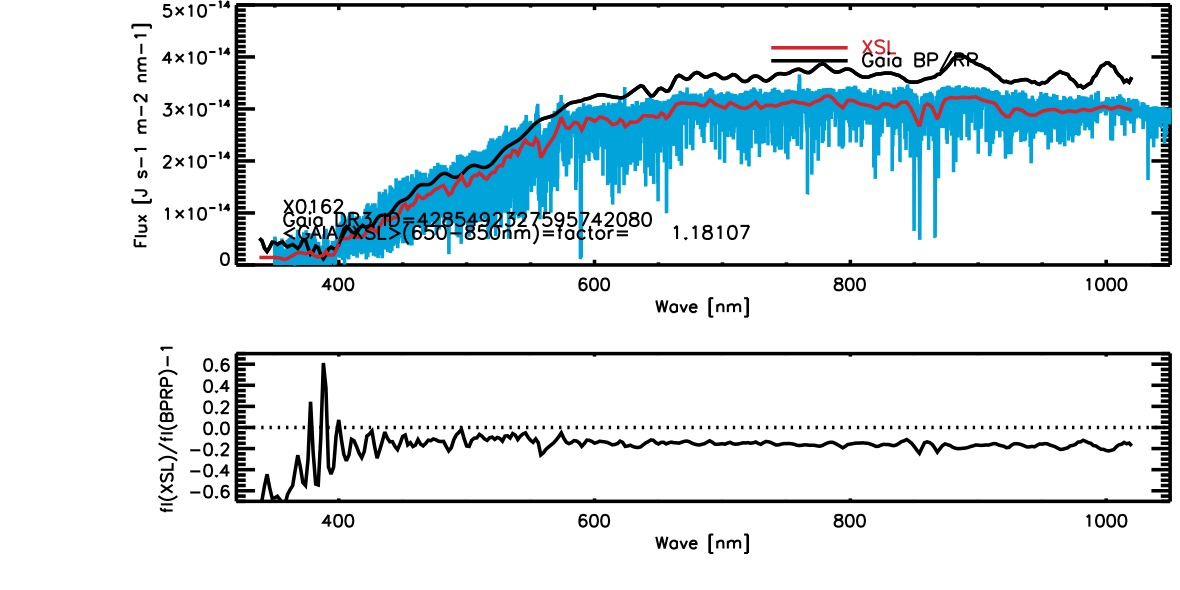 5×10⁻¹⁴
4×10⁻¹⁴
3×10⁻¹⁴
2×10⁻¹⁴
1×10⁻¹⁴
0
Flux [J s−1 m−2 nm−1]
XSL
Gaia BP/RP
X0162
Gaia DR3 ID=4285492327595742080
<GAIA/XSL>(650−850nm)=factor= 1.18107
400 600 800 1000
Wave [nm]
0.6
0.4
0.2
0.0
−0.2
−0.4
−0.6
fl(XSL)/fl(BPRP)−1
400 600 800 1000
Wave [nm]